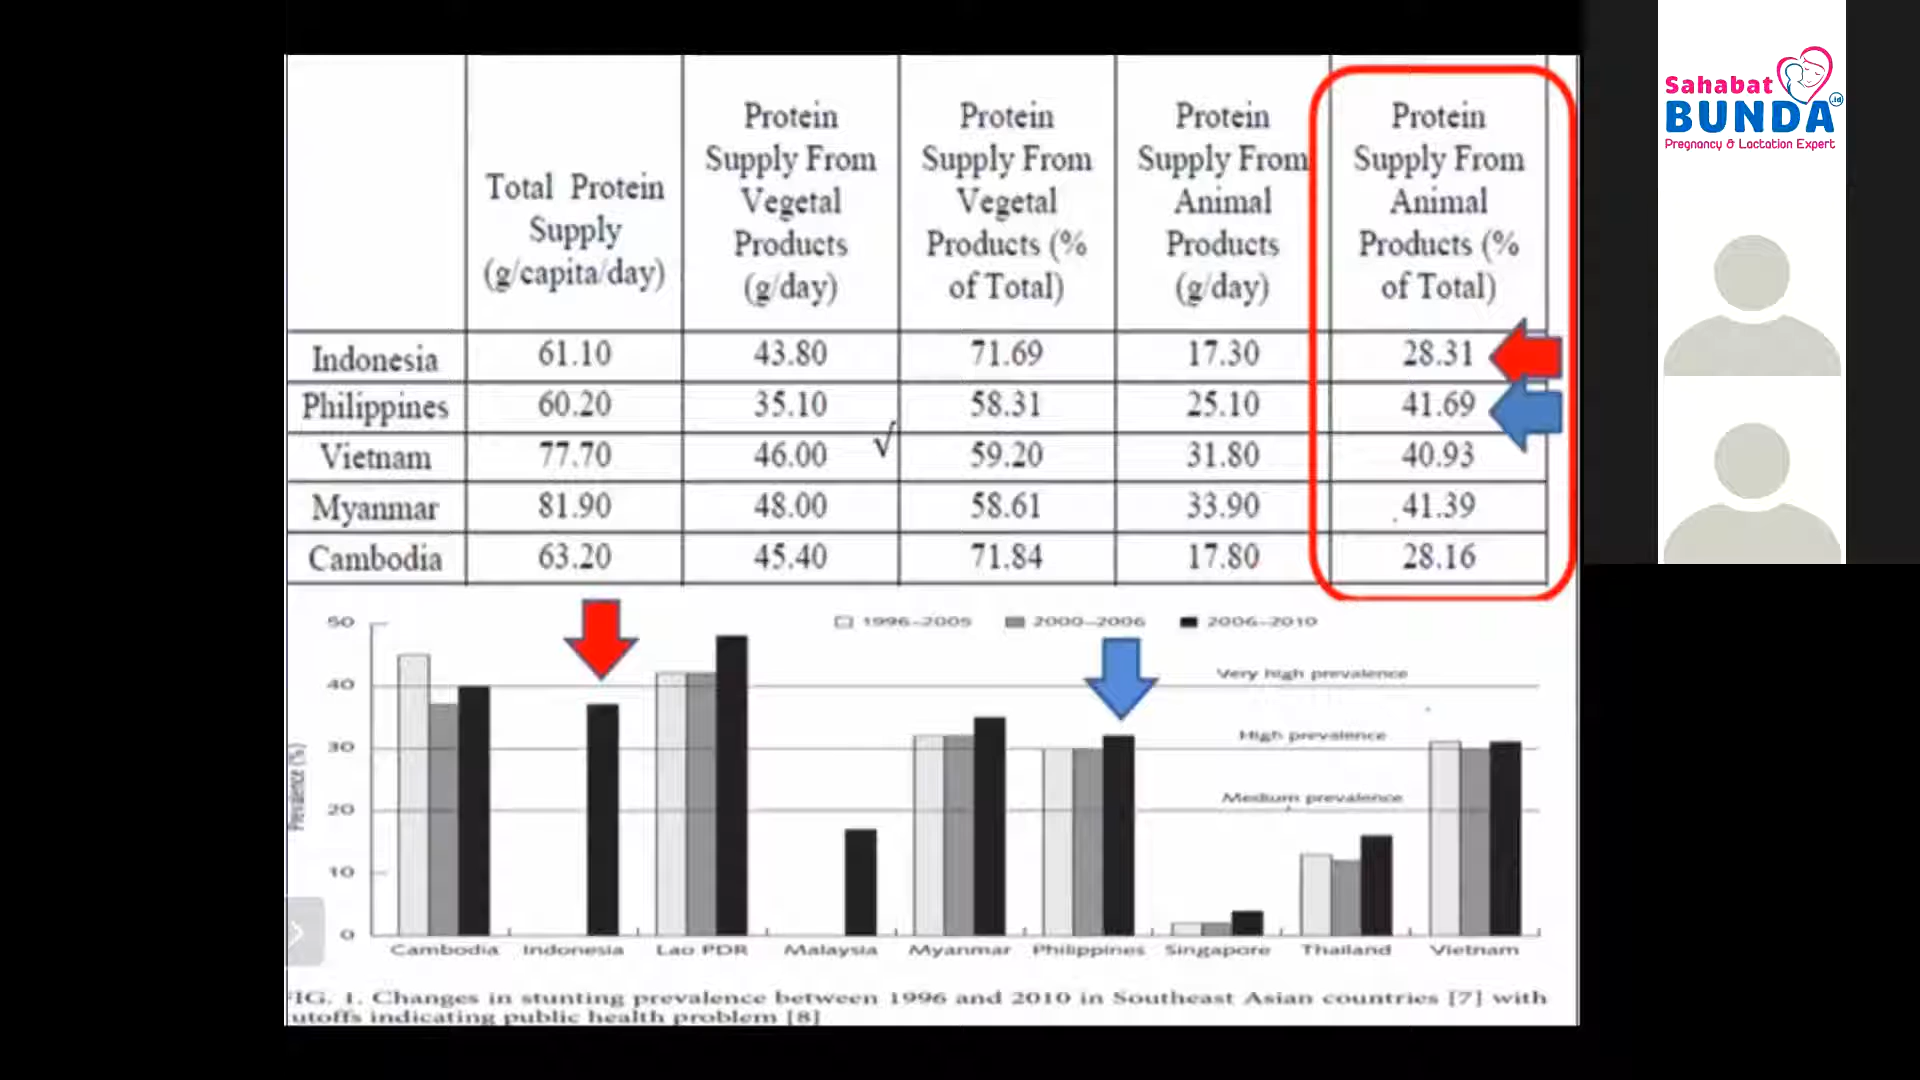 Sahabat
BUNDA.id
Pregnancy & Lactation Expert
Total Protein
Supply
(g/capita/day)
Protein
Supply From
Vegetal
Products
(g/day)
Protein
Supply From
Vegetal
Products (%
of Total)
Protein
Supply From
Animal
Products
(g/day)
Protein
Supply From
Animal
Products (%
of Total)
Indonesia 61.10 43.80 71.69 17.30 28.31
Philippines 60.20 35.10 58.31 25.10 41.69
Vietnam 77.70 46.00 √ 59.20 31.80 40.93
Myanmar 81.90 48.00 58.61 33.90 41.39
Cambodia 63.20 45.40 71.84 17.80 28.16
1996–2005 2000–2006 2006–2010
Prevalence (%)
50
40
30
20
10
0
Very high prevalence
High prevalence
Medium prevalence
Cambodia Indonesia Lao PDR Malaysia Myanmar Philippines Singapore Thailand Vietnam
IG. 1. Changes in stunting prevalence between 1996 and 2010 in Southeast Asian countries [7] with
utoffs indicating public health problem [8]